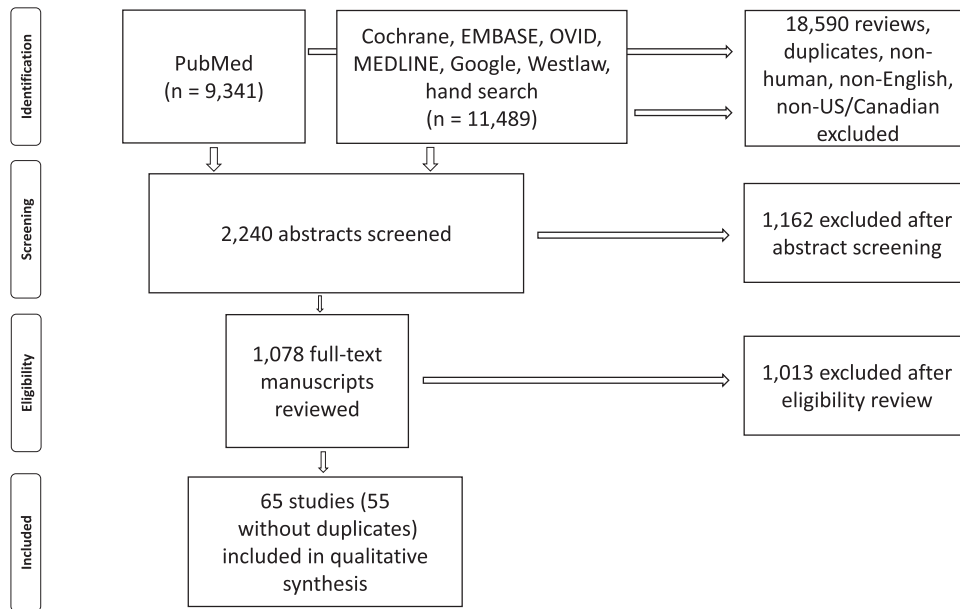 Identification
PubMed
(n = 9,341)
Cochrane, EMBASE, OVID,
MEDLINE, Google, Westlaw,
hand search
(n = 11,489)
18,590 reviews,
duplicates, non-
human, non-English,
non-US/Canadian
excluded
Screening
2,240 abstracts screened
1,162 excluded after
abstract screening
Eligibility
1,078 full-text
manuscripts
reviewed
1,013 excluded after
eligibility review
Included
65 studies (55
without duplicates)
included in qualitative
synthesis